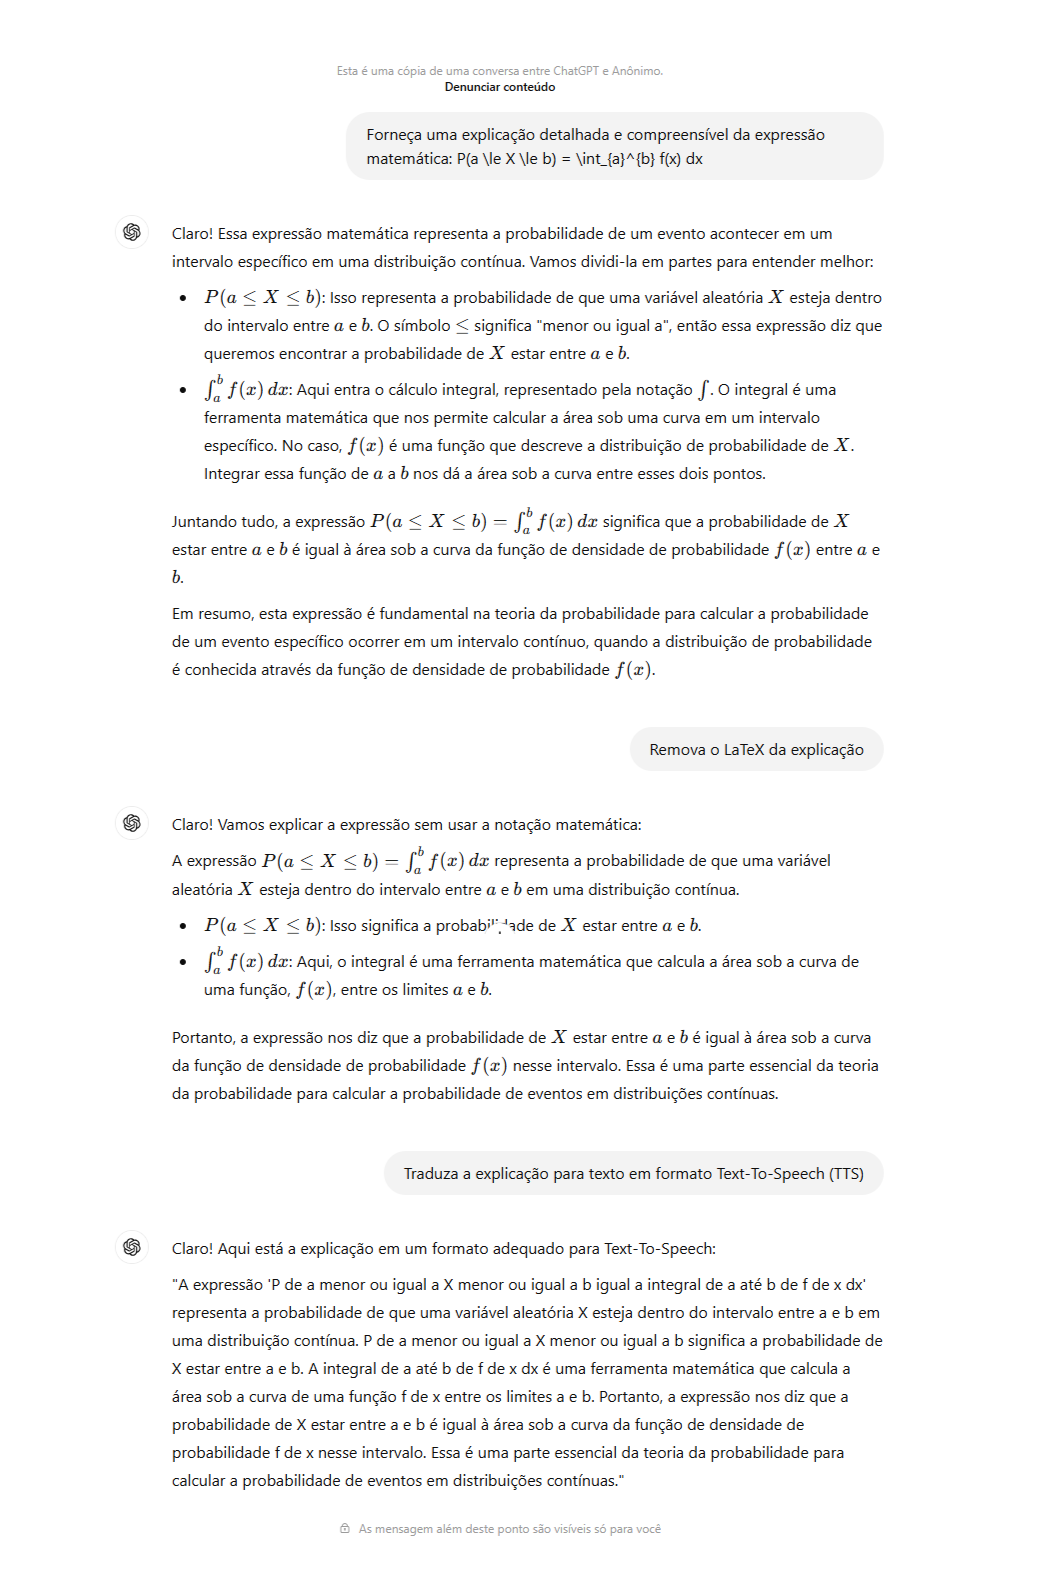 Esta é uma cópia de uma conversa entre ChatGPT e Anônimo.
Denunciar conteúdo
Forneça uma explicação detalhada e compreensível da expressão
matemática: P(a \le X \le b) = \int_{a}^{b} f(x) dx
Claro! Essa expressão matemática representa a probabilidade de um evento acontecer em um
intervalo específico em uma distribuição contínua. Vamos dividi-la em partes para entender melhor:
• P(a ≤ X ≤ b): Isso representa a probabilidade de que uma variável aleatória X esteja dentro
do intervalo entre a e b. O símbolo ≤ significa "menor ou igual a", então essa expressão diz que
queremos encontrar a probabilidade de X estar entre a e b.
• ∫_a^b f(x) dx: Aqui entra o cálculo integral, representado pela notação ∫. O integral é uma
ferramenta matemática que nos permite calcular a área sob uma curva em um intervalo
específico. No caso, f(x) é uma função que descreve a distribuição de probabilidade de X.
Integrar essa função de a a b nos dá a área sob a curva entre esses dois pontos.
Juntando tudo, a expressão P(a ≤ X ≤ b) = ∫_a^b f(x) dx significa que a probabilidade de X
estar entre a e b é igual à área sob a curva da função de densidade de probabilidade f(x) entre a e
b.
Em resumo, esta expressão é fundamental na teoria da probabilidade para calcular a probabilidade
de um evento específico ocorrer em um intervalo contínuo, quando a distribuição de probabilidade
é conhecida através da função de densidade de probabilidade f(x).
Remova o LaTeX da explicação
Claro! Vamos explicar a expressão sem usar a notação matemática:
A expressão P(a ≤ X ≤ b) = ∫_a^b f(x) dx representa a probabilidade de que uma variável
aleatória X esteja dentro do intervalo entre a e b em uma distribuição contínua.
• P(a ≤ X ≤ b): Isso significa a probabilidade de X estar entre a e b.
• ∫_a^b f(x) dx: Aqui, o integral é uma ferramenta matemática que calcula a área sob a curva de
uma função, f(x), entre os limites a e b.
Portanto, a expressão nos diz que a probabilidade de X estar entre a e b é igual à área sob a curva
da função de densidade de probabilidade f(x) nesse intervalo. Essa é uma parte essencial da teoria
da probabilidade para calcular a probabilidade de eventos em distribuições contínuas.
Traduza a explicação para texto em formato Text-To-Speech (TTS)
Claro! Aqui está a explicação em um formato adequado para Text-To-Speech:
"A expressão 'P de a menor ou igual a X menor ou igual a b igual a integral de a até b de f de x dx'
representa a probabilidade de que uma variável aleatória X esteja dentro do intervalo entre a e b em
uma distribuição contínua. P de a menor ou igual a X menor ou igual a b significa a probabilidade de
X estar entre a e b. A integral de a até b de f de x dx é uma ferramenta matemática que calcula a
área sob a curva de uma função f de x entre os limites a e b. Portanto, a expressão nos diz que a
probabilidade de X estar entre a e b é igual à área sob a curva da função de densidade de
probabilidade f de x nesse intervalo. Essa é uma parte essencial da teoria da probabilidade para
calcular a probabilidade de eventos em distribuições contínuas."
As mensagem além deste ponto são visíveis só para você